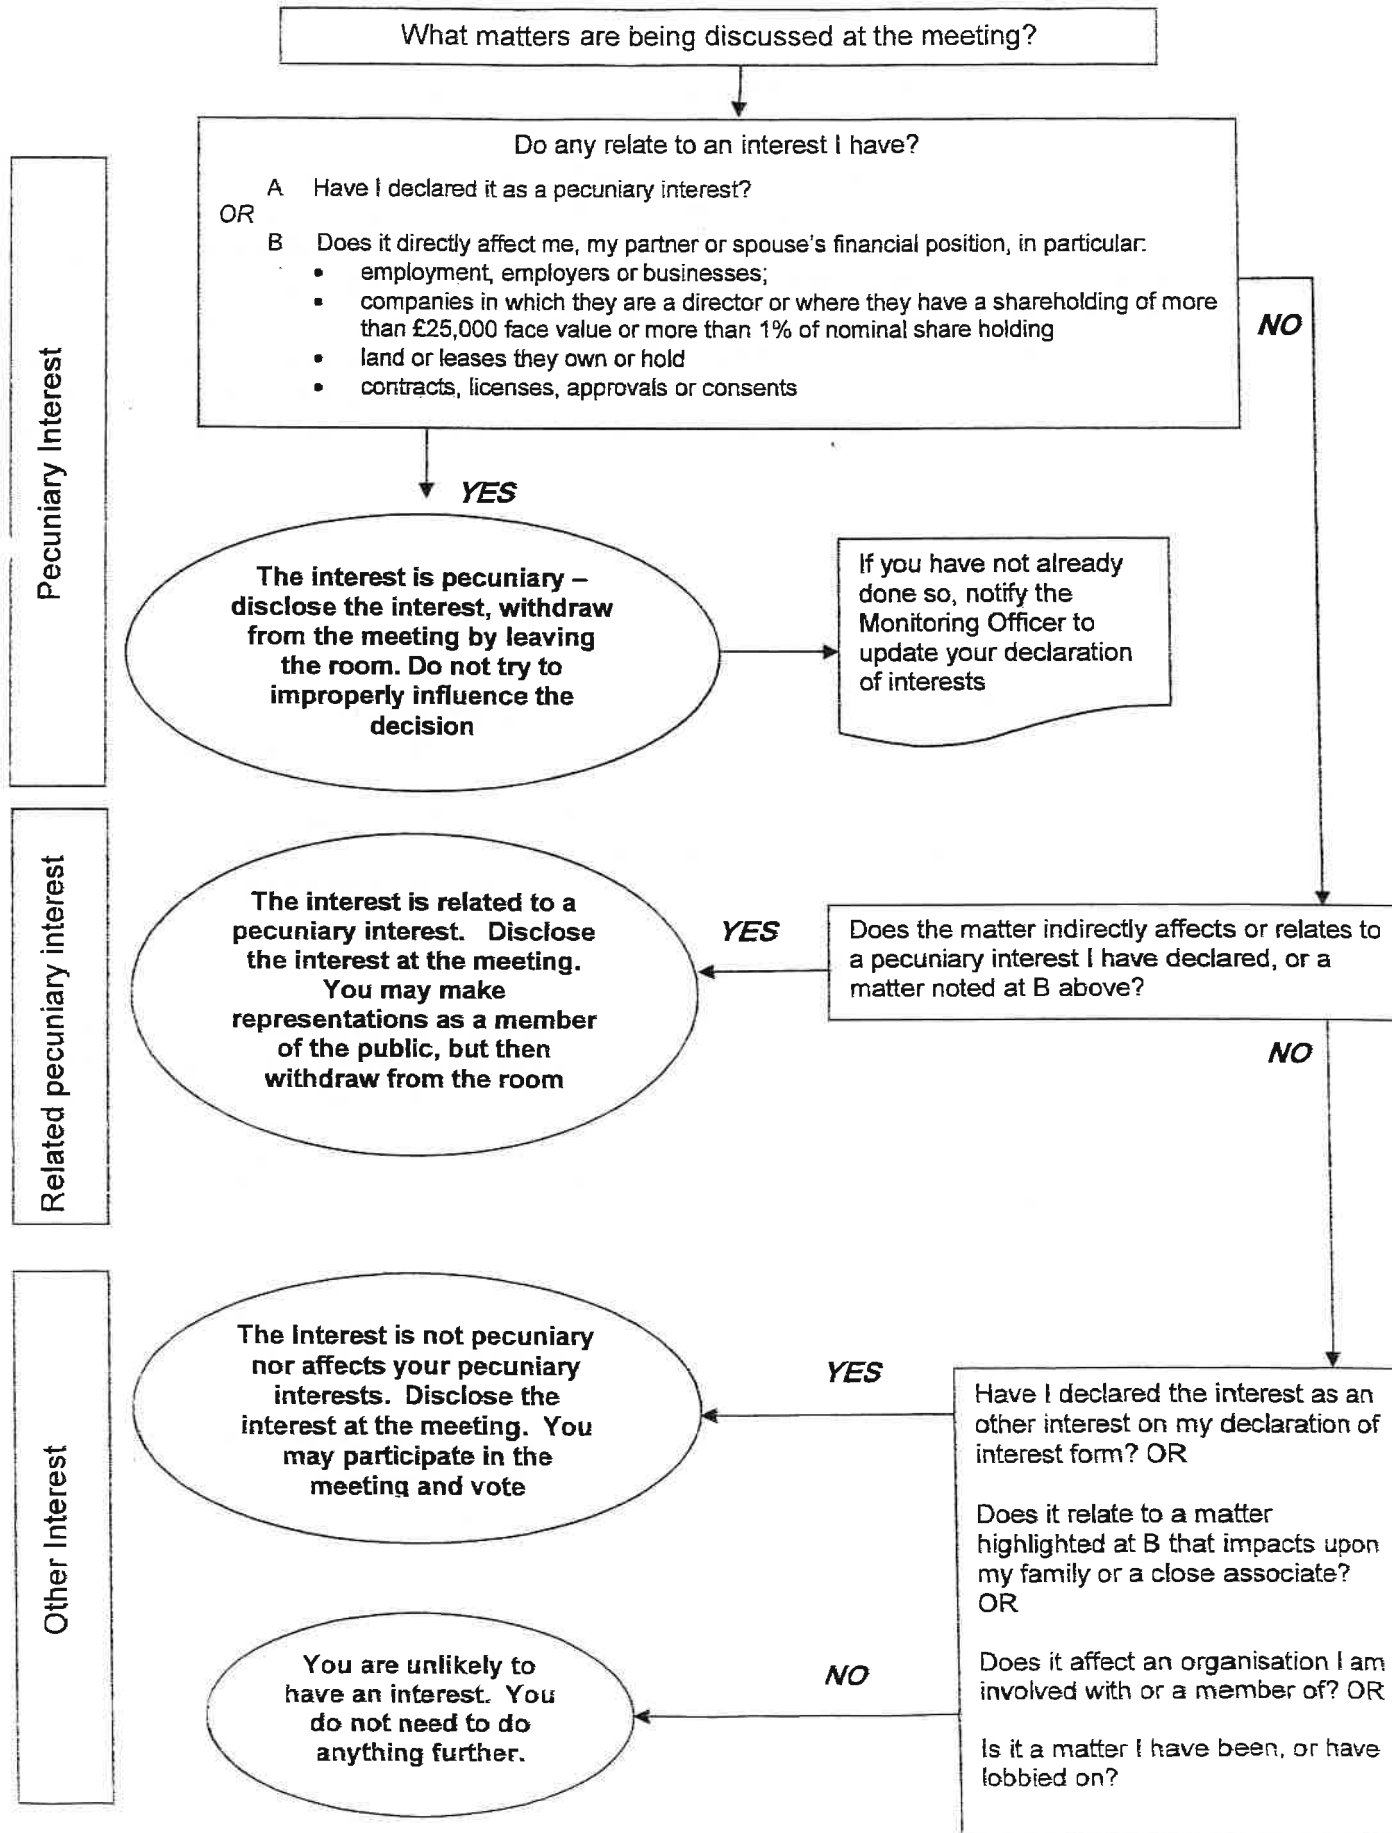 What matters are being discussed at the meeting?
Do any relate to an interest I have?
A Have I declared it as a pecuniary interest?
OR
B Does it directly affect me, my partner or spouse's financial position, in particular:
• employment, employers or businesses;
• companies in which they are a director or where they have a shareholding of more
than £25,000 face value or more than 1% of nominal share holding
• land or leases they own or hold
• contracts, licenses, approvals or consents
NO
Pecuniary Interest
YES
The interest is pecuniary –
disclose the interest, withdraw
from the meeting by leaving
the room. Do not try to
improperly influence the
decision
If you have not already
done so, notify the
Monitoring Officer to
update your declaration
of interests
Related pecuniary interest
The interest is related to a
pecuniary interest. Disclose
the interest at the meeting.
You may make
representations as a member
of the public, but then
withdraw from the room
YES
Does the matter indirectly affects or relates to
a pecuniary interest I have declared, or a
matter noted at B above?
NO
Other Interest
The Interest is not pecuniary
nor affects your pecuniary
interests. Disclose the
interest at the meeting. You
may participate in the
meeting and vote
YES
Have I declared the interest as an
other interest on my declaration of
interest form? OR
Does it relate to a matter
highlighted at B that impacts upon
my family or a close associate?
OR
Does it affect an organisation I am
involved with or a member of? OR
Is it a matter I have been, or have
lobbied on?
NO
You are unlikely to
have an interest. You
do not need to do
anything further.